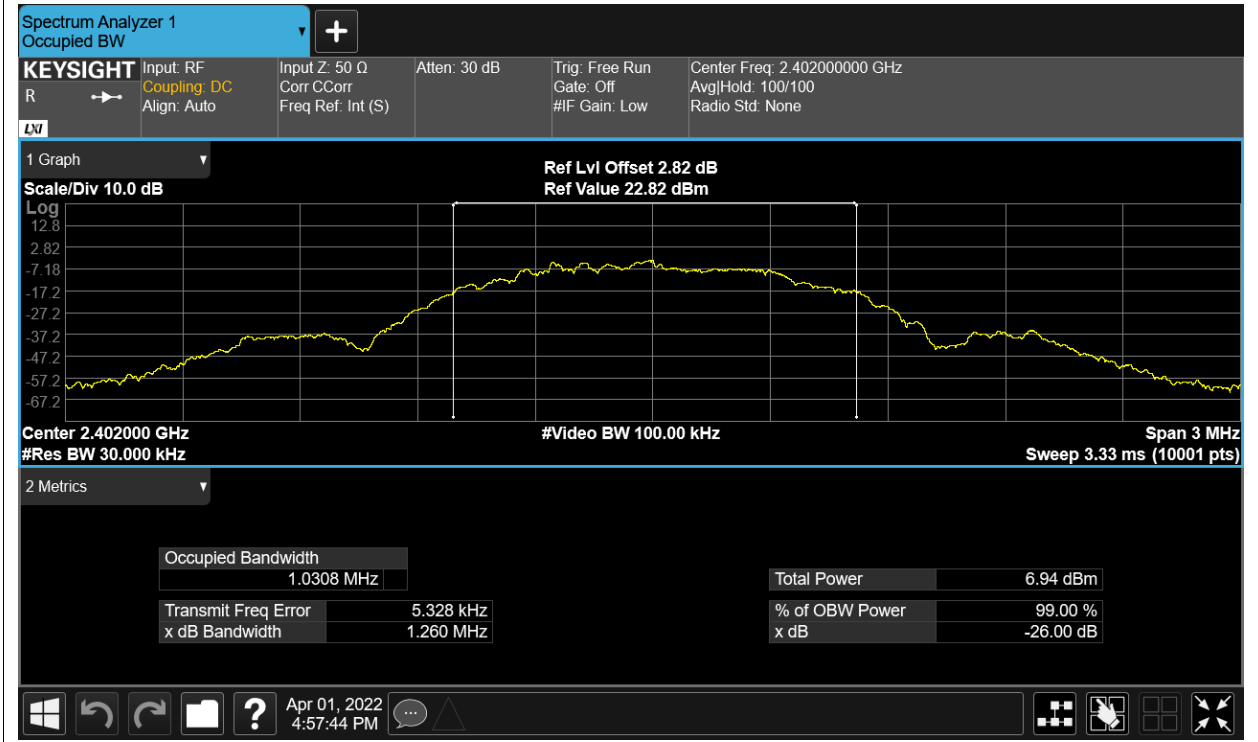 Spectrum Analyzer 1
Occupied BW
KEYSIGHT
R
LXI
Input: RF
Coupling: DC
Align: Auto
Input Z: 50 Ω
Corr CCorr
Freq Ref: Int (S)
Atten: 30 dB
Trig: Free Run
Gate: Off
#IF Gain: Low
Center Freq: 2.402000000 GHz
Avg|Hold: 100/100
Radio Std: None
1 Graph
Scale/Div 10.0 dB
Ref Lvl Offset 2.82 dB
Ref Value 22.82 dBm
Log
12.8
2.82
-7.18
-17.2
-27.2
-37.2
-47.2
-57.2
-67.2
Center 2.402000 GHz
#Res BW 30.000 kHz
#Video BW 100.00 kHz
Span 3 MHz
Sweep 3.33 ms (10001 pts)
2 Metrics
Occupied Bandwidth
1.0308 MHz
Transmit Freq Error 5.328 kHz
x dB Bandwidth 1.260 MHz
Total Power 6.94 dBm
% of OBW Power 99.00 %
x dB -26.00 dB
?
Apr 01, 2022
4:57:44 PM